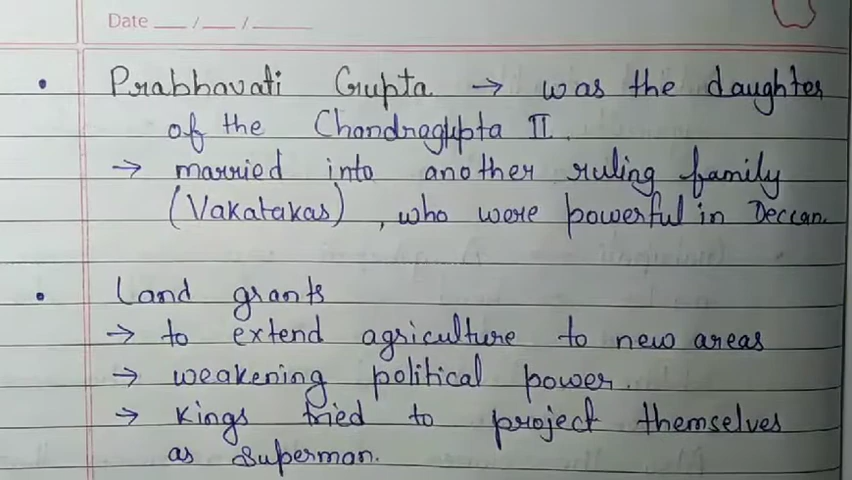 Date ___ / ___ / ______
• Prabhavati Gupta → was the daughter
of the Chandragupta II.
→ married into another ruling family
(Vakatakas) , who were powerful in Deccan.
• Land grants
→ to extend agriculture to new areas
→ weakening political power.
→ Kings tried to project themselves
as Superman.